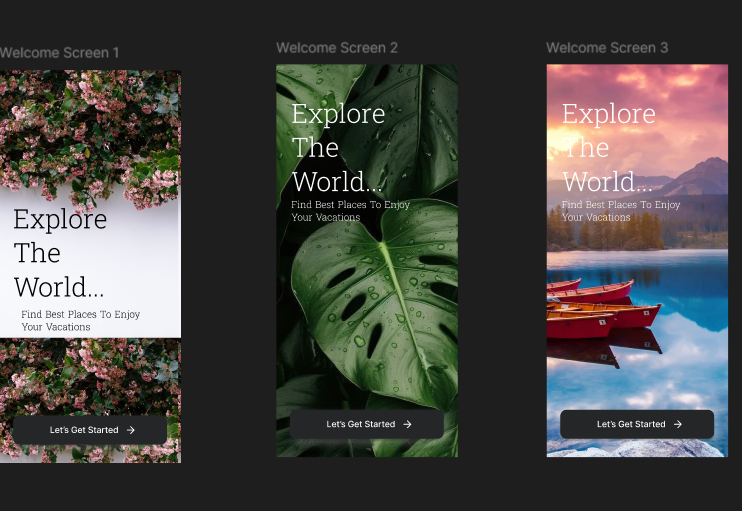 Welcome Screen 1
Explore
The
World...
Find Best Places To Enjoy
Your Vacations
Let's Get Started
Welcome Screen 2
Explore
The
World...
Find Best Places To Enjoy
Your Vacations
Let's Get Started
Welcome Screen 3
Explore
The
World...
Find Best Places To Enjoy
Your Vacations
Let's Get Started